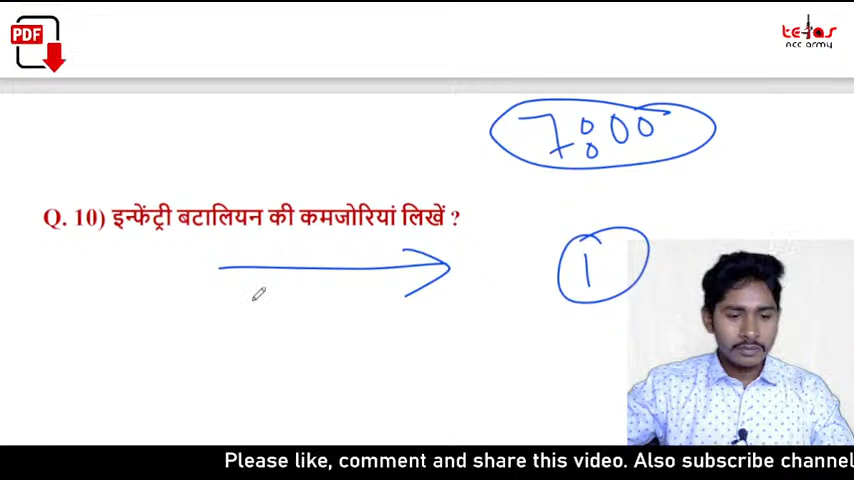 PDF
tejas
ncc army
7:00
Q. 10) इन्फेंट्री बटालियन की कमजोरियां लिखें ?
1
Please like, comment and share this video. Also subscribe channel